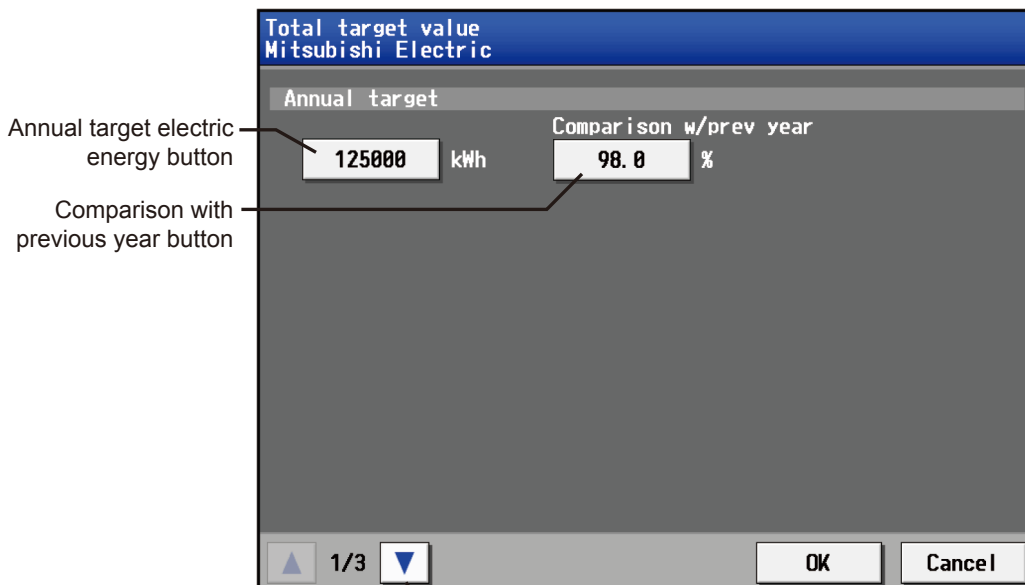 Total target value
Mitsubishi Electric
Annual target
Annual target electric
energy button
Comparison w/prev year
125000 kWh
98.0 %
Comparison with
previous year button
1/3
OK
Cancel